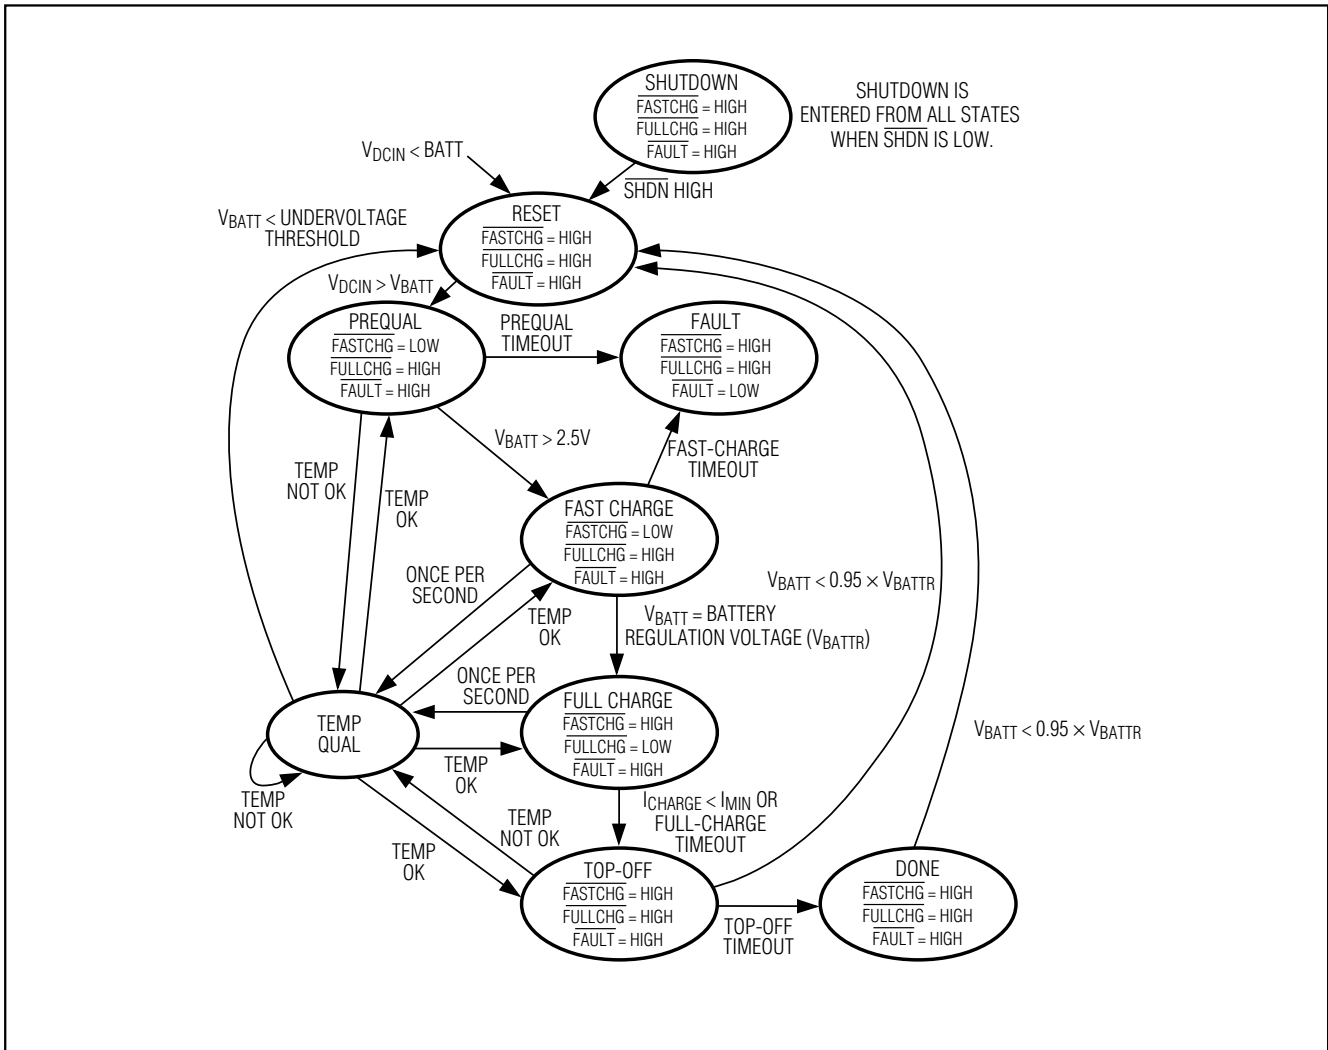 SHUTDOWN
FASTCHG = HIGH
FULLCHG = HIGH
FAULT = HIGH
SHUTDOWN IS
ENTERED FROM ALL STATES
WHEN SHDN IS LOW.
VDCIN < BATT
SHDN HIGH
VBATT < UNDERVOLTAGE
THRESHOLD
RESET
FASTCHG = HIGH
FULLCHG = HIGH
FAULT = HIGH
VDCIN > VBATT
PREQUAL
FASTCHG = LOW
FULLCHG = HIGH
FAULT = HIGH
PREQUAL
TIMEOUT
FAULT
FASTCHG = HIGH
FULLCHG = HIGH
FAULT = LOW
VBATT > 2.5V
FAST-CHARGE
TIMEOUT
TEMP
NOT OK
TEMP
OK
FAST CHARGE
FASTCHG = LOW
FULLCHG = HIGH
FAULT = HIGH
ONCE PER
SECOND
TEMP
OK
VBATT = BATTERY
REGULATION VOLTAGE (VBATTR)
VBATT < 0.95 × VBATTR
ONCE PER
SECOND
FULL CHARGE
FASTCHG = HIGH
FULLCHG = LOW
FAULT = HIGH
TEMP
QUAL
TEMP
OK
VBATT < 0.95 × VBATTR
TEMP
NOT OK
TEMP
NOT OK
ICHARGE < IMIN OR
FULL-CHARGE
TIMEOUT
TEMP
OK
TOP-OFF
FASTCHG = HIGH
FULLCHG = HIGH
FAULT = HIGH
TOP-OFF
TIMEOUT
DONE
FASTCHG = HIGH
FULLCHG = HIGH
FAULT = HIGH